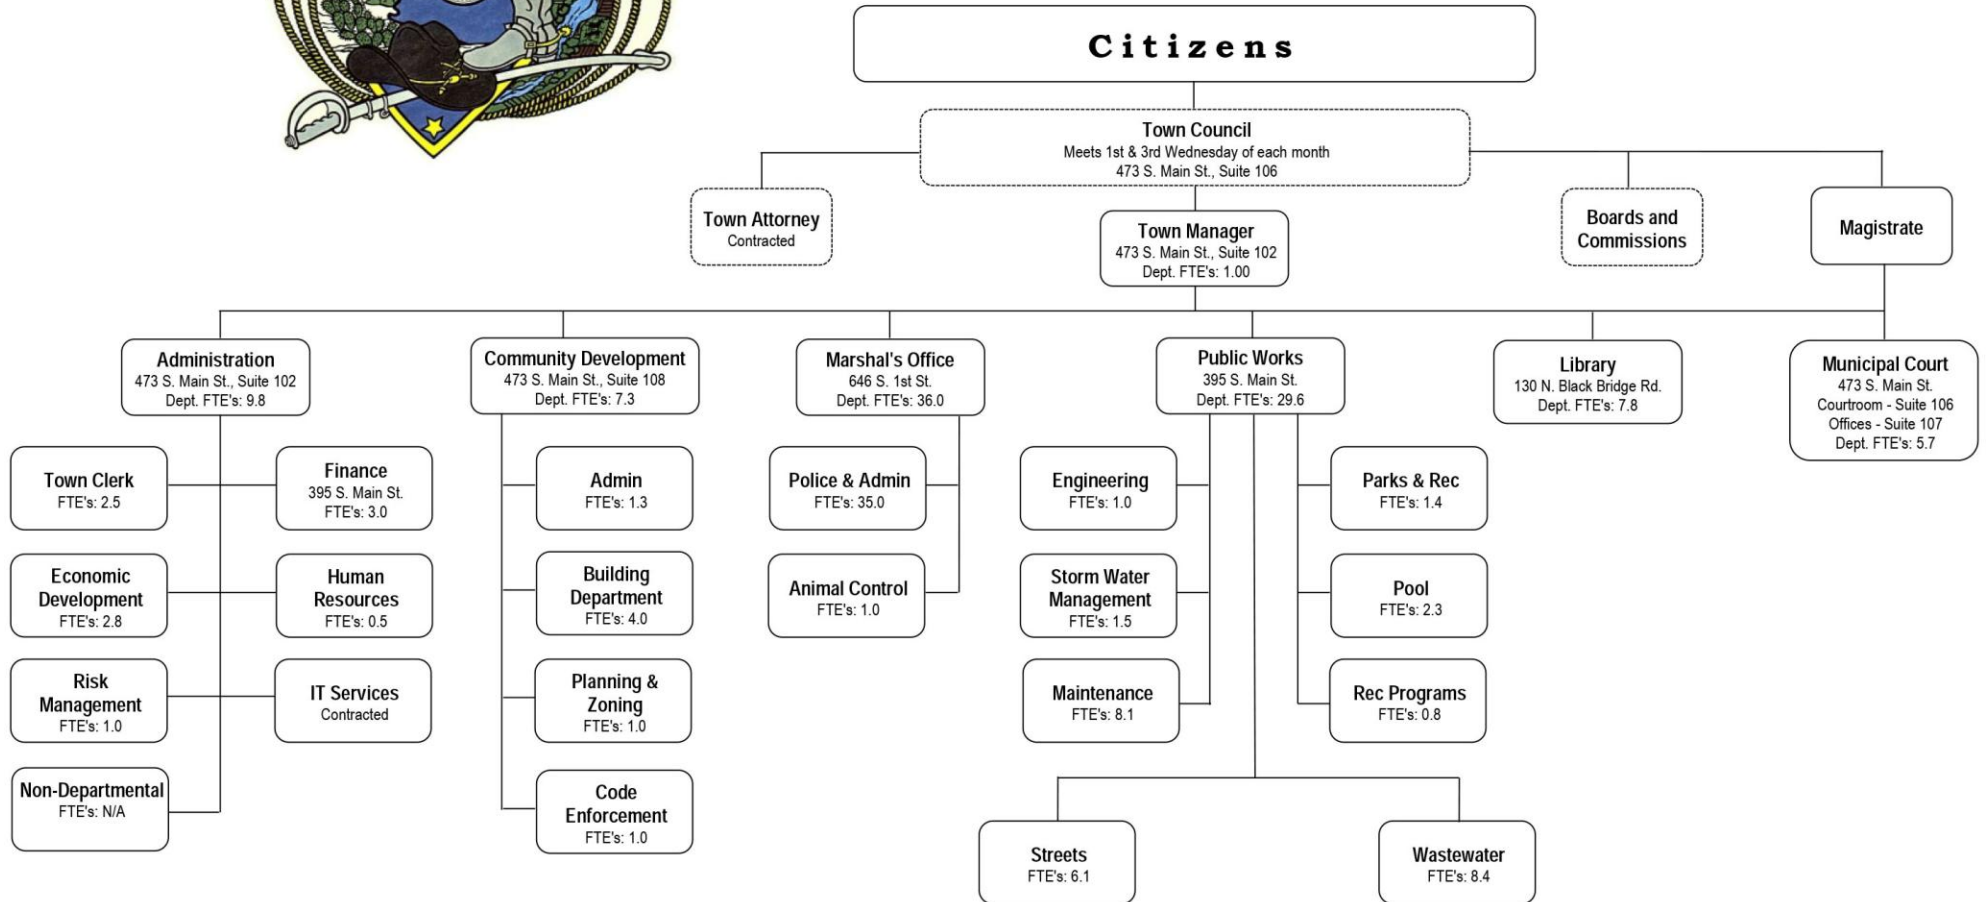 Citizens
Town Council
Meets 1st & 3rd Wednesday of each month
473 S. Main St., Suite 106
Town Attorney
Contracted
Town Manager
473 S. Main St., Suite 102
Dept. FTE's: 1.00
Boards and
Commissions
Magistrate
Administration
473 S. Main St., Suite 102
Dept. FTE's: 9.8
Community Development
473 S. Main St., Suite 108
Dept. FTE's: 7.3
Marshal's Office
646 S. 1st St.
Dept. FTE's: 36.0
Public Works
395 S. Main St.
Dept. FTE's: 29.6
Library
130 N. Black Bridge Rd.
Dept. FTE's: 7.8
Municipal Court
473 S. Main St.
Courtroom - Suite 106
Offices - Suite 107
Dept. FTE's: 5.7
Town Clerk
FTE's: 2.5
Finance
395 S. Main St.
FTE's: 3.0
Economic
Development
FTE's: 2.8
Human
Resources
FTE's: 0.5
Risk
Management
FTE's: 1.0
IT Services
Contracted
Non-Departmental
FTE's: N/A
Admin
FTE's: 1.3
Building
Department
FTE's: 4.0
Planning &
Zoning
FTE's: 1.0
Code
Enforcement
FTE's: 1.0
Police & Admin
FTE's: 35.0
Animal Control
FTE's: 1.0
Engineering
FTE's: 1.0
Storm Water
Management
FTE's: 1.5
Maintenance
FTE's: 8.1
Parks & Rec
FTE's: 1.4
Pool
FTE's: 2.3
Rec Programs
FTE's: 0.8
Streets
FTE's: 6.1
Wastewater
FTE's: 8.4